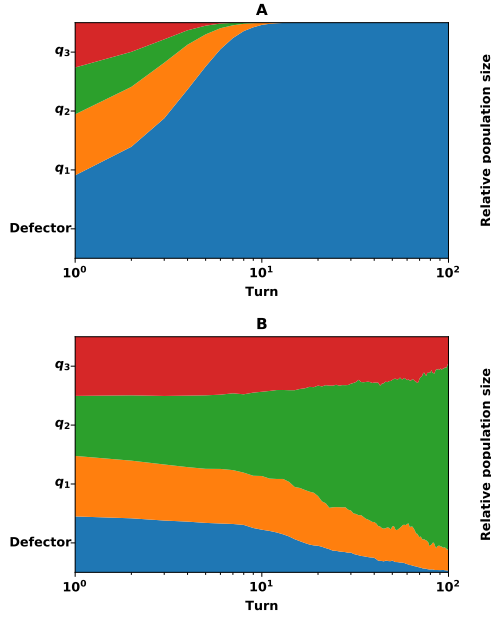 A
q₃
q₂
q₁
Defector
10⁰ 10¹ 10²
Turn
Relative population size
B
q₃
q₂
q₁
Defector
10⁰ 10¹ 10²
Turn
Relative population size